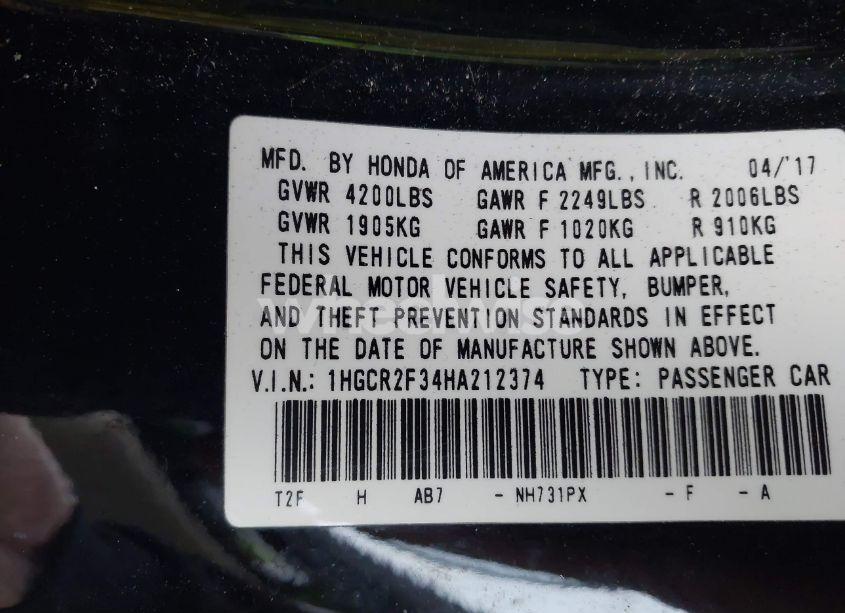 MFD. BY HONDA OF AMERICA MFG., INC. 04/'17
GVWR 4200LBS GAWR F 2249LBS R 2006LBS
GVWR 1905KG GAWR F 1020KG R 910KG
THIS VEHICLE CONFORMS TO ALL APPLICABLE
FEDERAL MOTOR VEHICLE SAFETY, BUMPER,
AND THEFT PREVENTION STANDARDS IN EFFECT
ON THE DATE OF MANUFACTURE SHOWN ABOVE.
V.I.N.: 1HGCR2F34HA212374 TYPE: PASSENGER CAR
T2F H AB7 - NH731PX - F - A